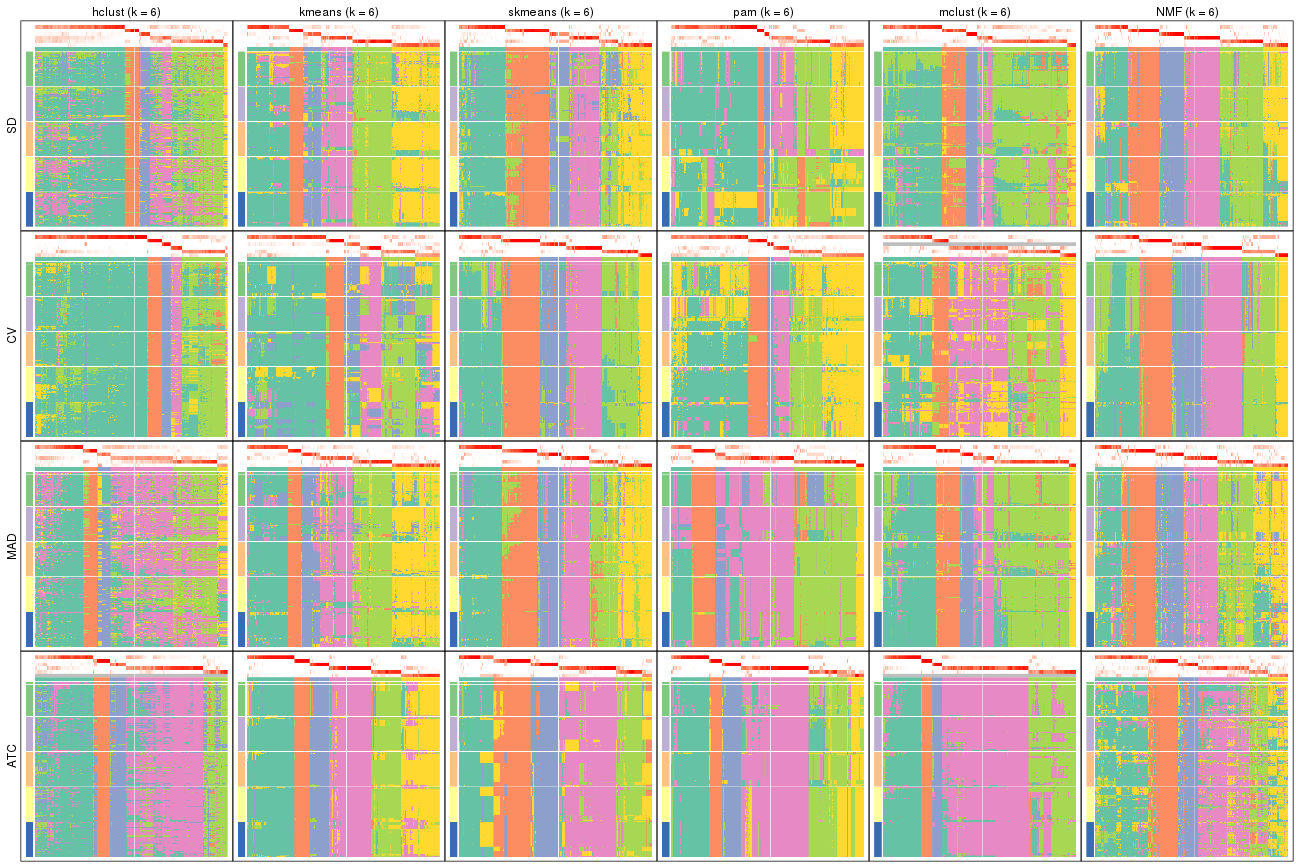 hclust (k = 6)
kmeans (k = 6)
skmeans (k = 6)
pam (k = 6)
mclust (k = 6)
NMF (k = 6)
SD
CV
MAD
ATC